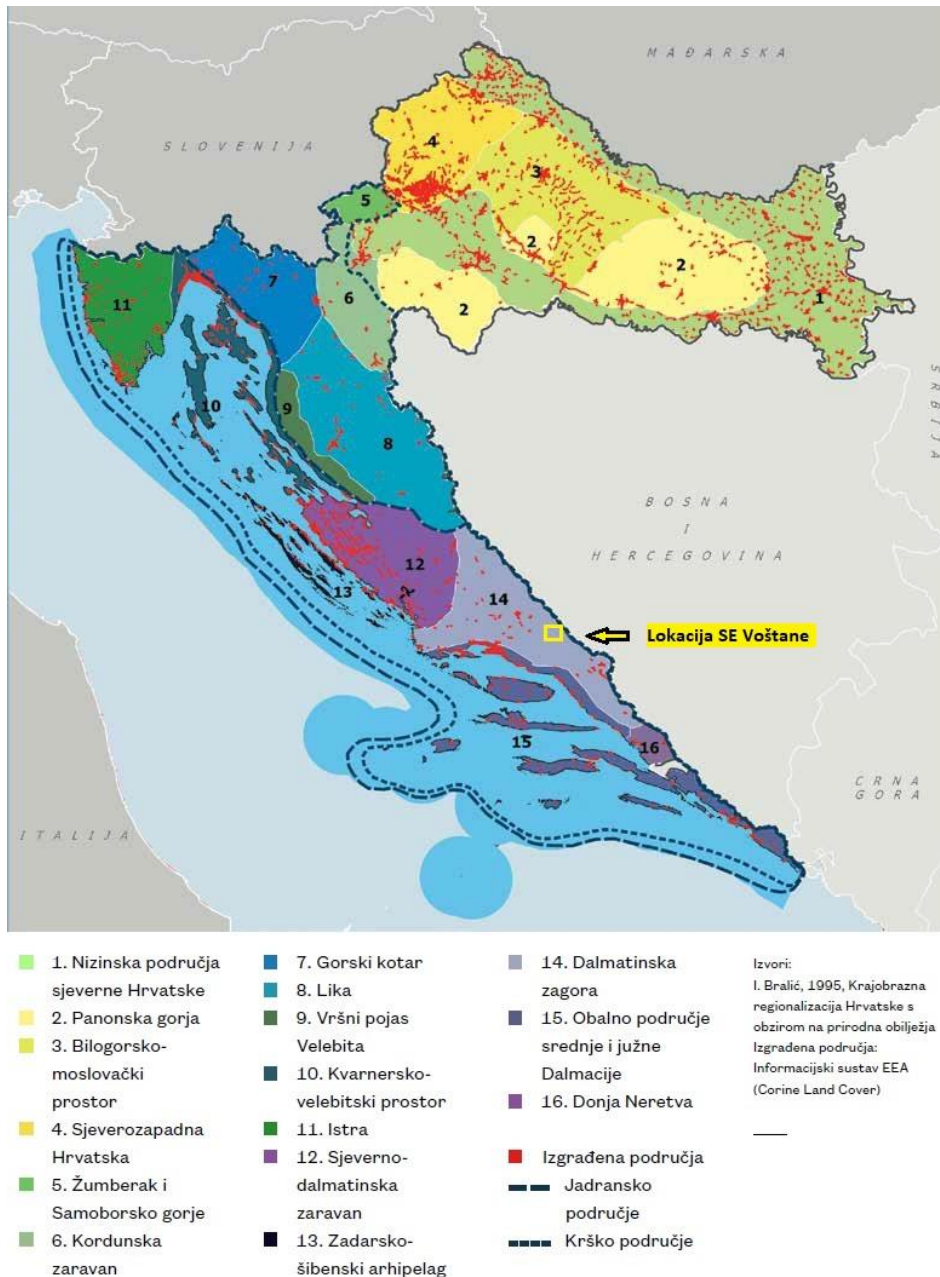 MAĐARSKA
SLOVENIJA
4
3
5
2
2
1
7
6
2
11
10
9
8
SRBIJA
BOSNA
I
HERCEGOVINA
12
13
14
Lokacija SE Voštane
15
16
CRNA
GORA
ITALIJA
1. Nizinska područja
sjeverne Hrvatske
2. Panonska gorja
3. Bilogorsko-
moslovački
prostor
4. Sjeverozapadna
Hrvatska
5. Žumberak i
Samoborsko gorje
6. Kordunska
zaravan
7. Gorski kotar
8. Lika
9. Vršni pojas
Velebita
10. Kvarnersko-
velebitski prostor
11. Istra
12. Sjeverno-
dalmatinska
zaravan
13. Zadarsko-
šibenski arhipelag
14. Dalmatinska
zagora
15. Obalno područje
srednje i južne
Dalmacije
16. Donja Neretva
Izgrađena područja
Jadransko
područje
Krško područje
Izvori:
I. Bralić, 1995, Krajobrazna
regionalizacija Hrvatske s
obzirom na prirodna obilježja
Izgrađena područja:
Informacijski sustav EEA
(Corine Land Cover)